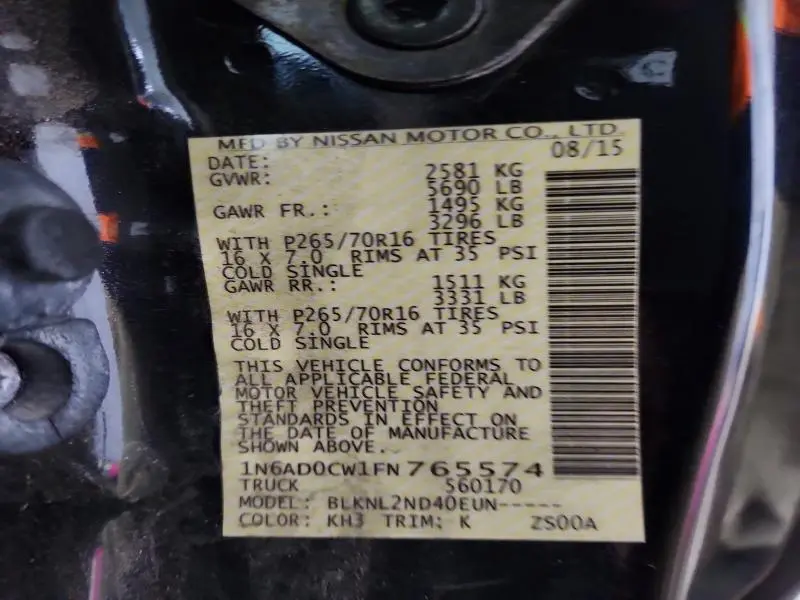 MFD BY NISSAN MOTOR CO., LTD.
DATE: 08/15
GVWR: 2581 KG
5690 LB
GAWR FR.: 1495 KG
3296 LB
WITH P265/70R16 TIRES
16 X 7.0 RIMS AT 35 PSI
COLD SINGLE
GAWR RR.: 1511 KG
3331 LB
WITH P265/70R16 TIRES
16 X 7.0 RIMS AT 35 PSI
COLD SINGLE
THIS VEHICLE CONFORMS TO
ALL APPLICABLE FEDERAL
MOTOR VEHICLE SAFETY AND
THEFT PREVENTION
STANDARDS IN EFFECT ON
THE DATE OF MANUFACTURE
SHOWN ABOVE.
1N6AD0CW1FN765574
TRUCK 560170
MODEL: BLKNL2ND40EUN-----
COLOR: KH3 TRIM: K ZS00A